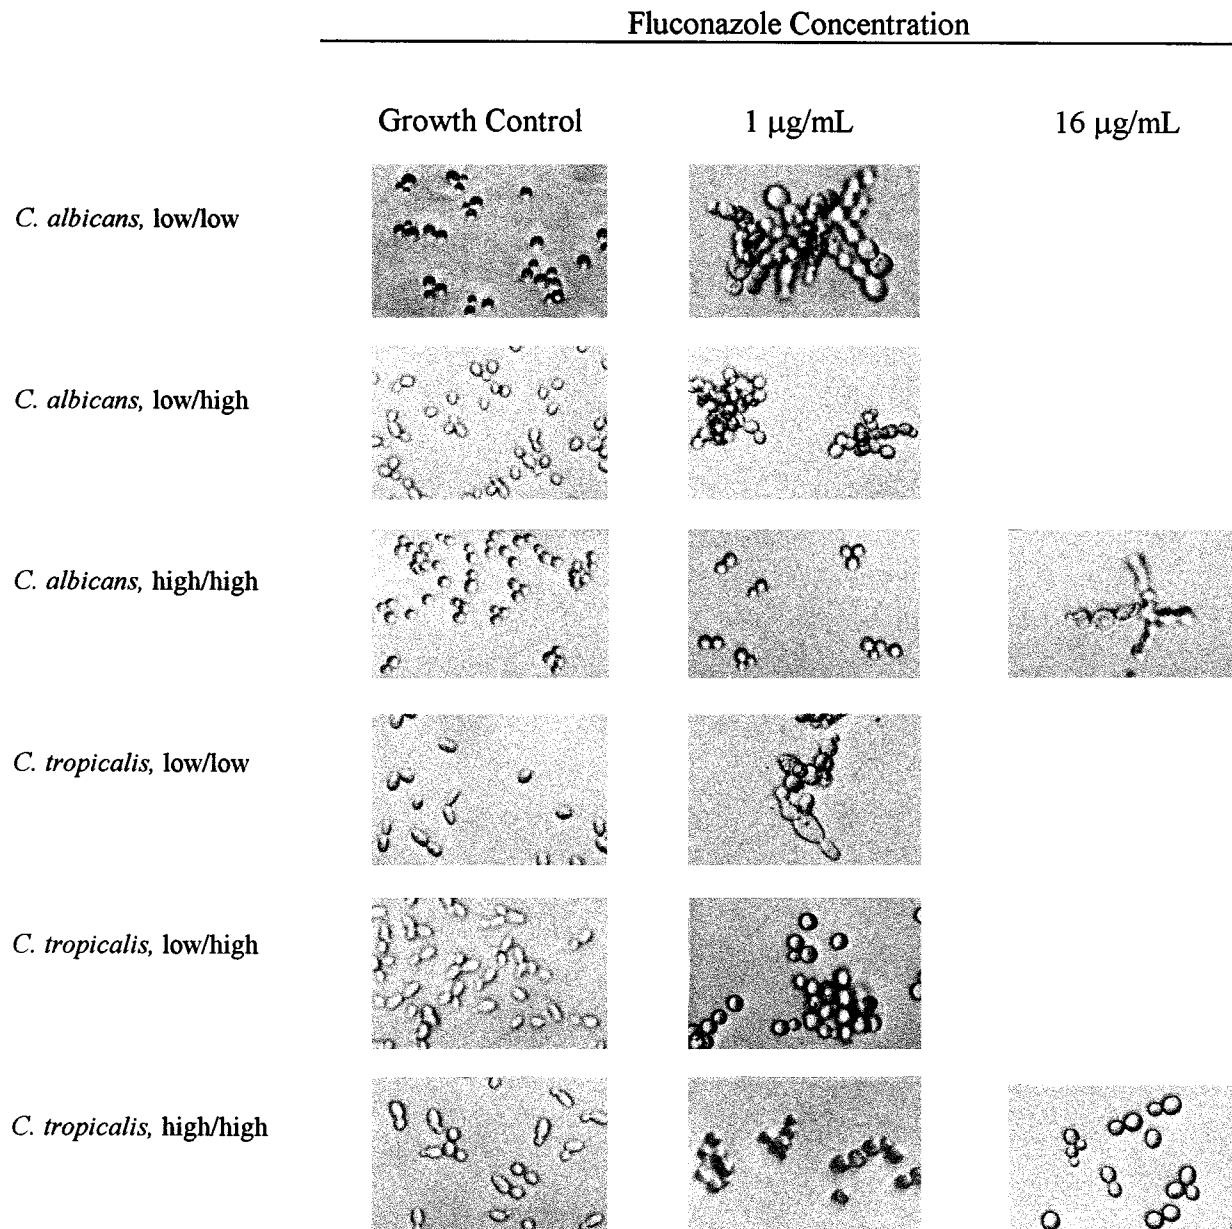 Fluconazole Concentration
Growth Control 1 μg/mL 16 μg/mL
C. albicans, low/low
C. albicans, low/high
C. albicans, high/high
C. tropicalis, low/low
C. tropicalis, low/high
C. tropicalis, high/high